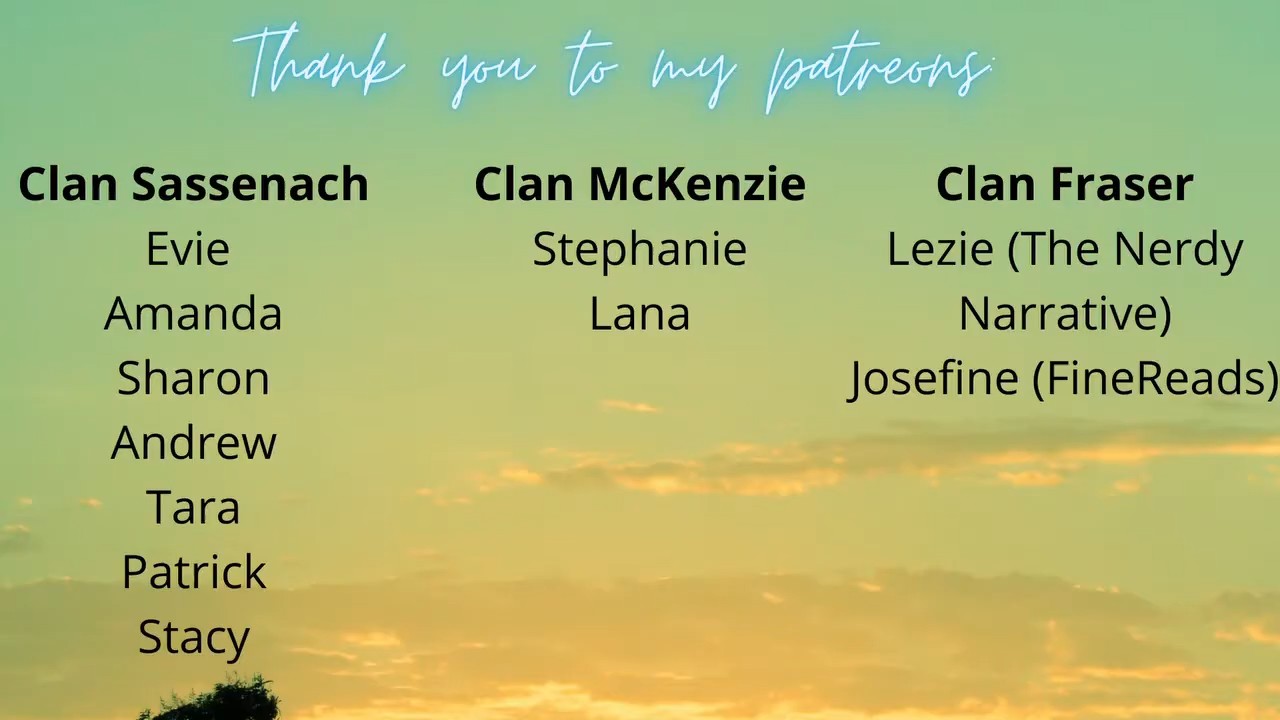 Thank you to my patreons:
Clan Sassenach
Evie
Amanda
Sharon
Andrew
Tara
Patrick
Stacy
Clan McKenzie
Stephanie
Lana
Clan Fraser
Lezie (The Nerdy
Narrative)
Josefine (FineReads)